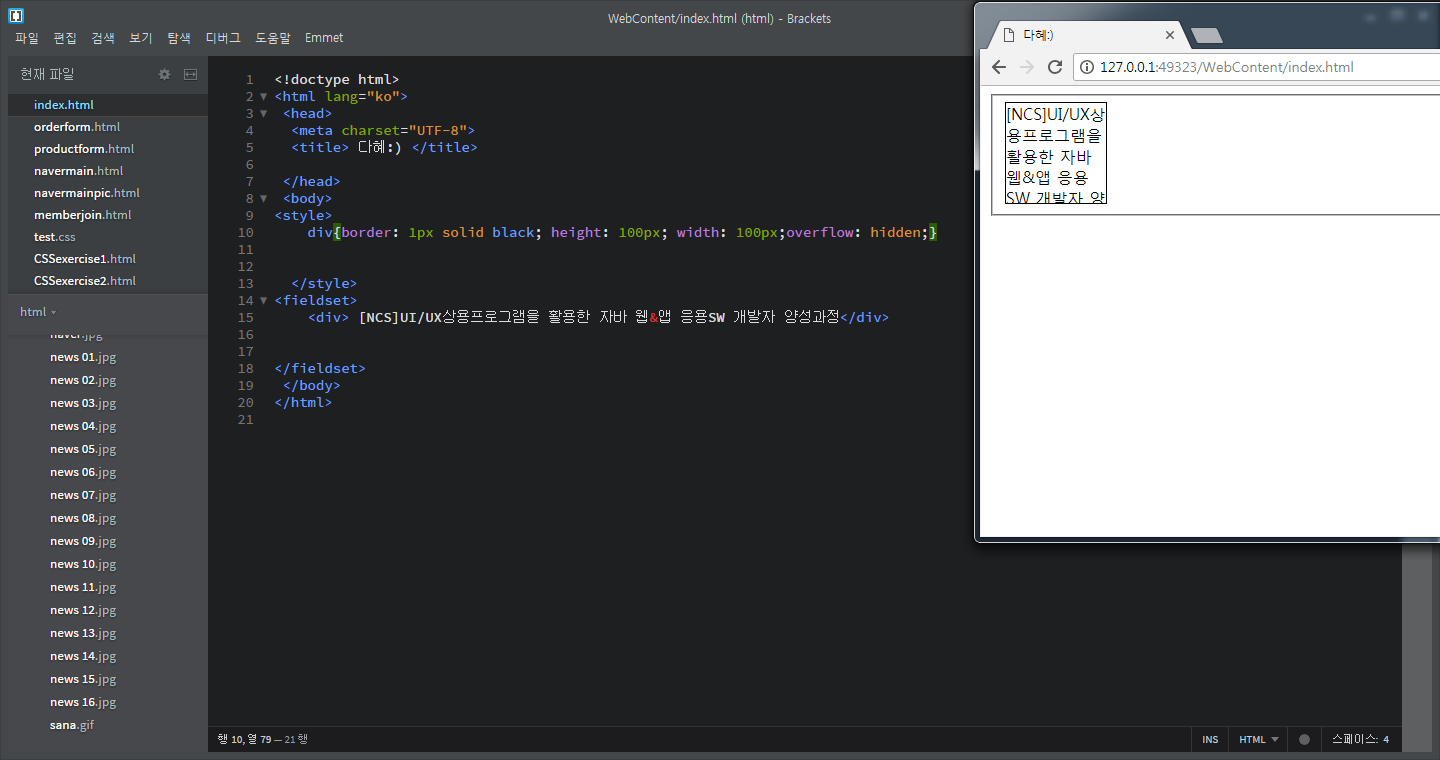 WebContent/index.html (html) - Brackets
파일 편집 검색 보기 탐색 디버그 도움말 Emmet
현재 파일
index.html
orderform.html
productform.html
navermain.html
navermainpic.html
memberjoin.html
test.css
CSSexercise1.html
CSSexercise2.html
html
naver.jpg
news 01.jpg
news 02.jpg
news 03.jpg
news 04.jpg
news 05.jpg
news 06.jpg
news 07.jpg
news 08.jpg
news 09.jpg
news 10.jpg
news 11.jpg
news 12.jpg
news 13.jpg
news 14.jpg
news 15.jpg
news 16.jpg
sana.gif
1 <!doctype html>
2 <html lang="ko">
3 <head>
4 <meta charset="UTF-8">
5 <title> 다혜:) </title>
6
7 </head>
8 <body>
9 <style>
10 div{border: 1px solid black; height: 100px; width: 100px;overflow: hidden;}
11
12
13 </style>
14 <fieldset>
15 <div> [NCS]UI/UX상용프로그램을 활용한 자바 웹&앱 응용SW 개발자 양성과정</div>
16
17
18 </fieldset>
19 </body>
20 </html>
21
행 10, 열 79 — 21 행
INS HTML 스페이스: 4
다혜:)
127.0.0.1:49323/WebContent/index.html
[NCS]UI/UX상
용프로그램을
활용한 자바
웹&앱 응용
SW 개발자 양